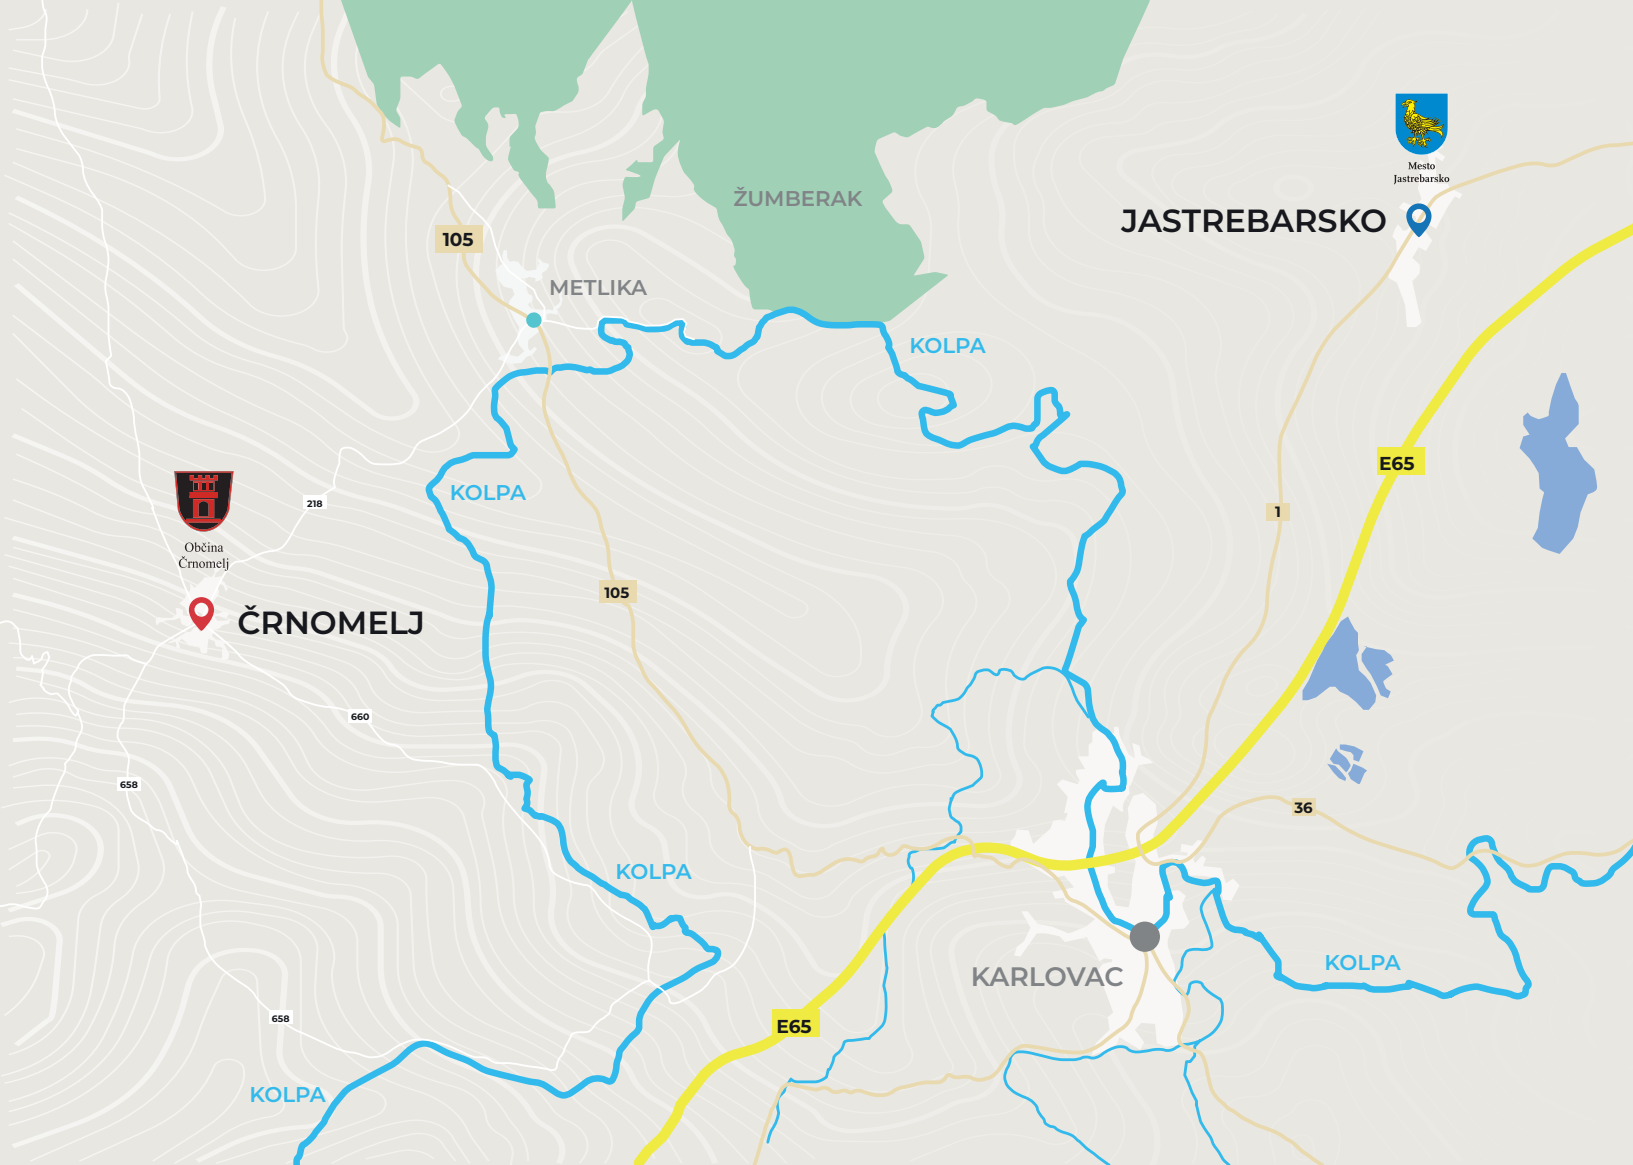 Mesto
Jastrebarsko
ŽUMBERAK
JASTREBARSKO
105
METLIKA
KOLPA
E65
KOLPA
218
1
Občina
Črnomelj
105
ČRNOMELJ
660
658
36
KOLPA
KOLPA
KARLOVAC
658
E65
KOLPA